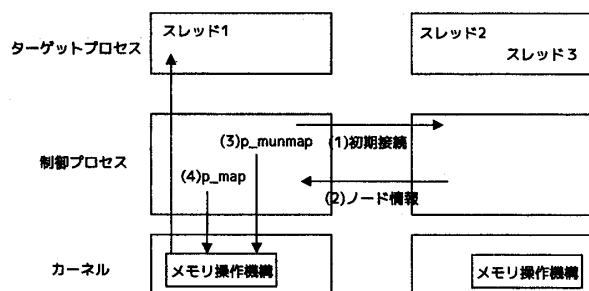 スレッド1
スレッド2
スレッド3
ターゲットプロセス
(3)p_munmap
(1)初期接続
制御プロセス
(4)p_map
(2)ノード情報
カーネル
メモリ操作機構
メモリ操作機構